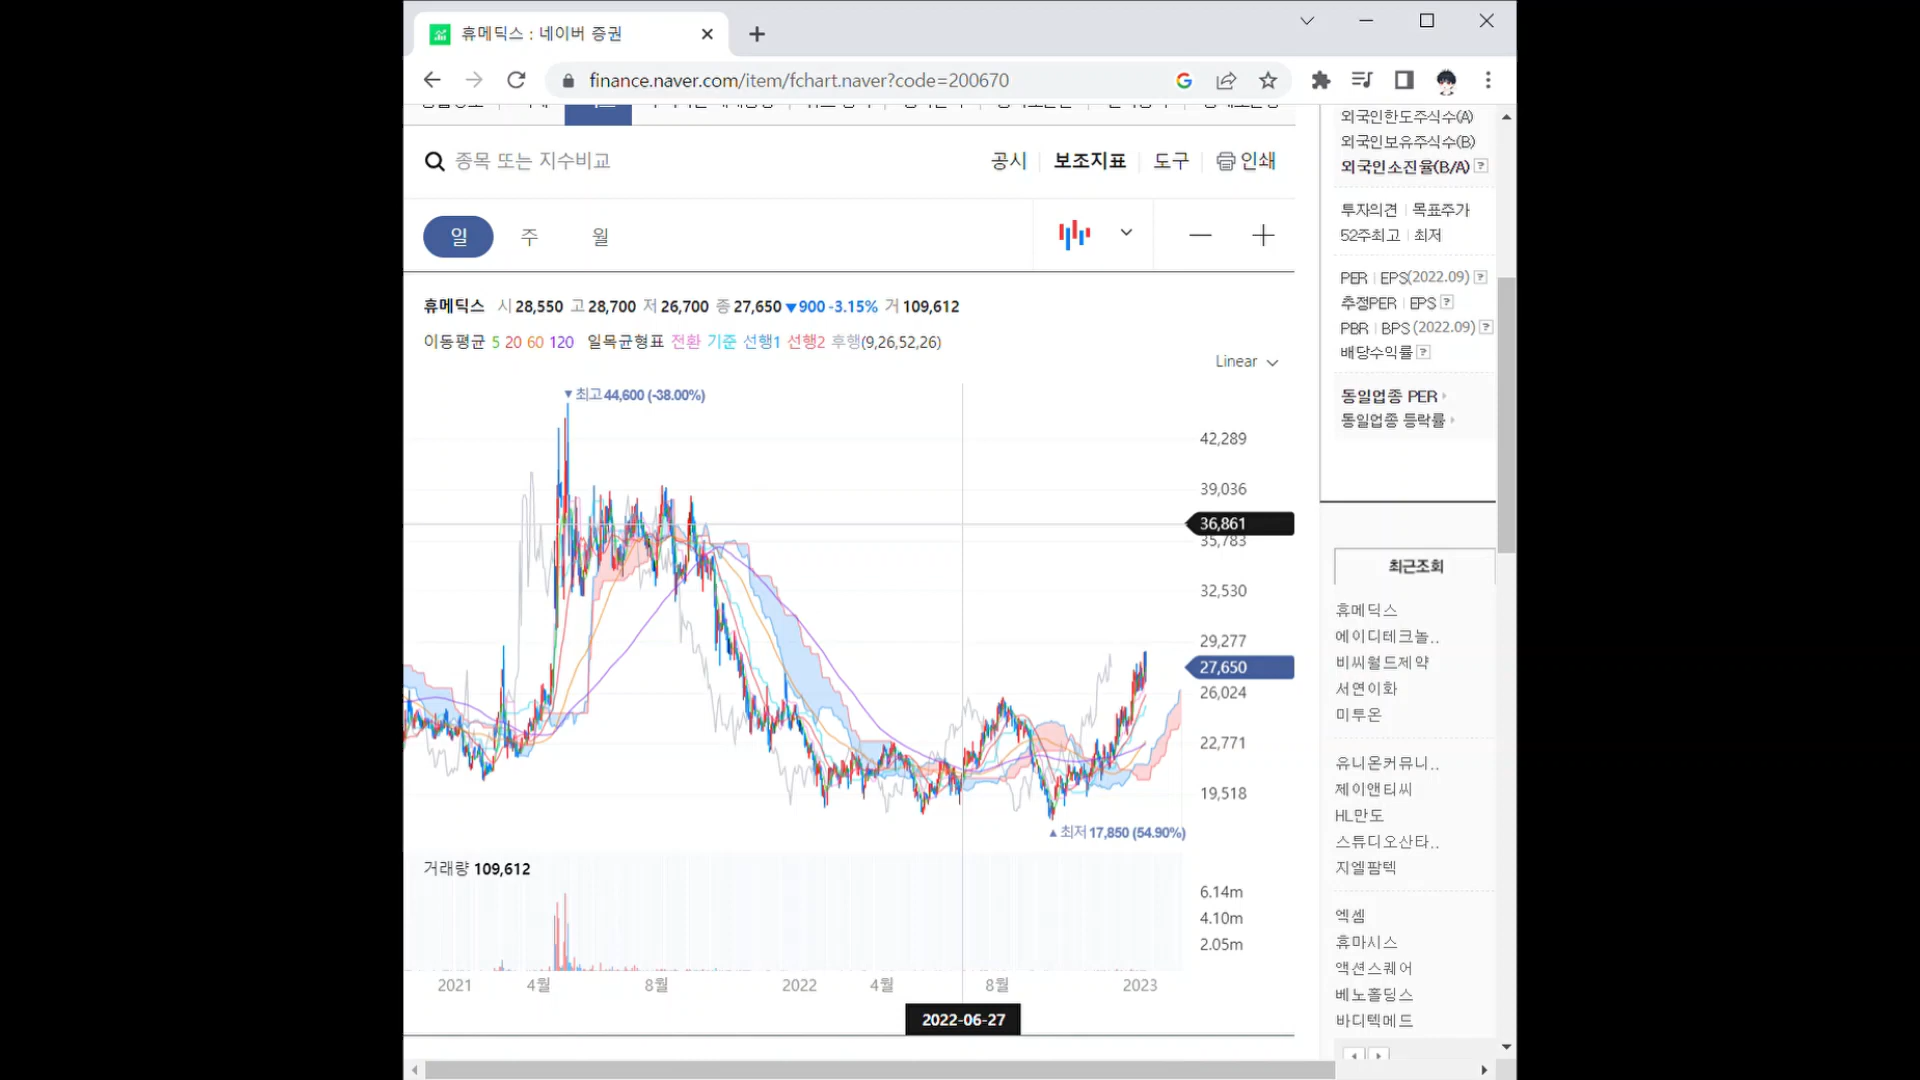 휴메딕스 : 네이버 증권
finance.naver.com/item/fchart.naver?code=200670
종목 또는 지수비교
공시 보조지표 도구 인쇄
일 주 월
휴메딕스 시 28,550 고 28,700 저 26,700 종 27,650 ▼900 -3.15% 거 109,612
이동평균 5 20 60 120 일목균형표 전환 기준 선행1 선행2 후행(9,26,52,26)
Linear
▼최고 44,600 (-38.00%)
42,289
39,036
36,861
35,783
32,530
29,277
27,650
26,024
22,771
19,518
▲최저 17,850 (54.90%)
거래량 109,612
6.14m
4.10m
2.05m
2021 4월 8월 2022 4월 8월 2023
2022-06-27
외국인한도주식수(A)
외국인보유주식수(B)
외국인소진율(B/A) ?
투자의견 | 목표주가
52주최고 | 최저
PER | EPS(2022.09) ?
추정PER | EPS ?
PBR | BPS (2022.09) ?
배당수익률 ?
동일업종 PER
동일업종 등락률
최근조회
휴메딕스
에이디테크놀..
비씨월드제약
서연이화
미투온
유니온커뮤니..
제이앤티씨
HL만도
스튜디오산타..
지엘팜텍
엑셈
휴마시스
액션스퀘어
베노홀딩스
바디텍메드